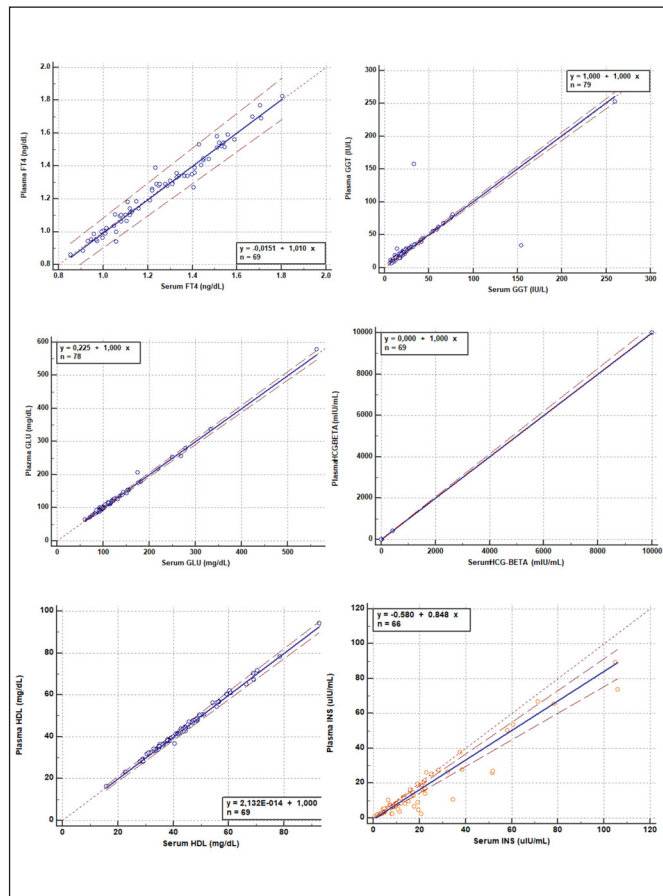 2.0
1.8
1.6
1.4
1.2
1.0
0.8
Plasma FT4 (ng/dL)
y = -0,0151 + 1,010 x
n = 69
0.8 1.0 1.2 1.4 1.6 1.8 2.0
Serum FT4 (ng/dL)
y = 1,000 + 1,000 x
n = 79
300
250
200
150
100
50
0
Plasma GGT (IU/L)
0 50 100 150 200 250 300
Serum GGT (IU/L)
y = 0,225 + 1,000 x
n = 78
600
500
400
300
200
100
0
Plazma GLU (mg/dL)
0 100 200 300 400 500
Serum GLU (mg/dL)
y = 0,000 + 1,000 x
n = 69
10000
8000
6000
4000
2000
0
PlasmaHCGBETA (mIU/mL)
0 2000 4000 6000 8000 10000
SerumHCG-BETA (mIU/mL)
100
80
60
40
20
0
Plasma HDL (mg/dL)
y = 2,132E-014 + 1,000
n = 69
0 20 40 60 80
Serum HDL (mg/dL)
y = -0.580 + 0.848 x
n = 66
120
100
80
60
40
20
0
Plasma INS (uIU/mL)
0 20 40 60 80 100 120
Serum INS (uIU/mL)